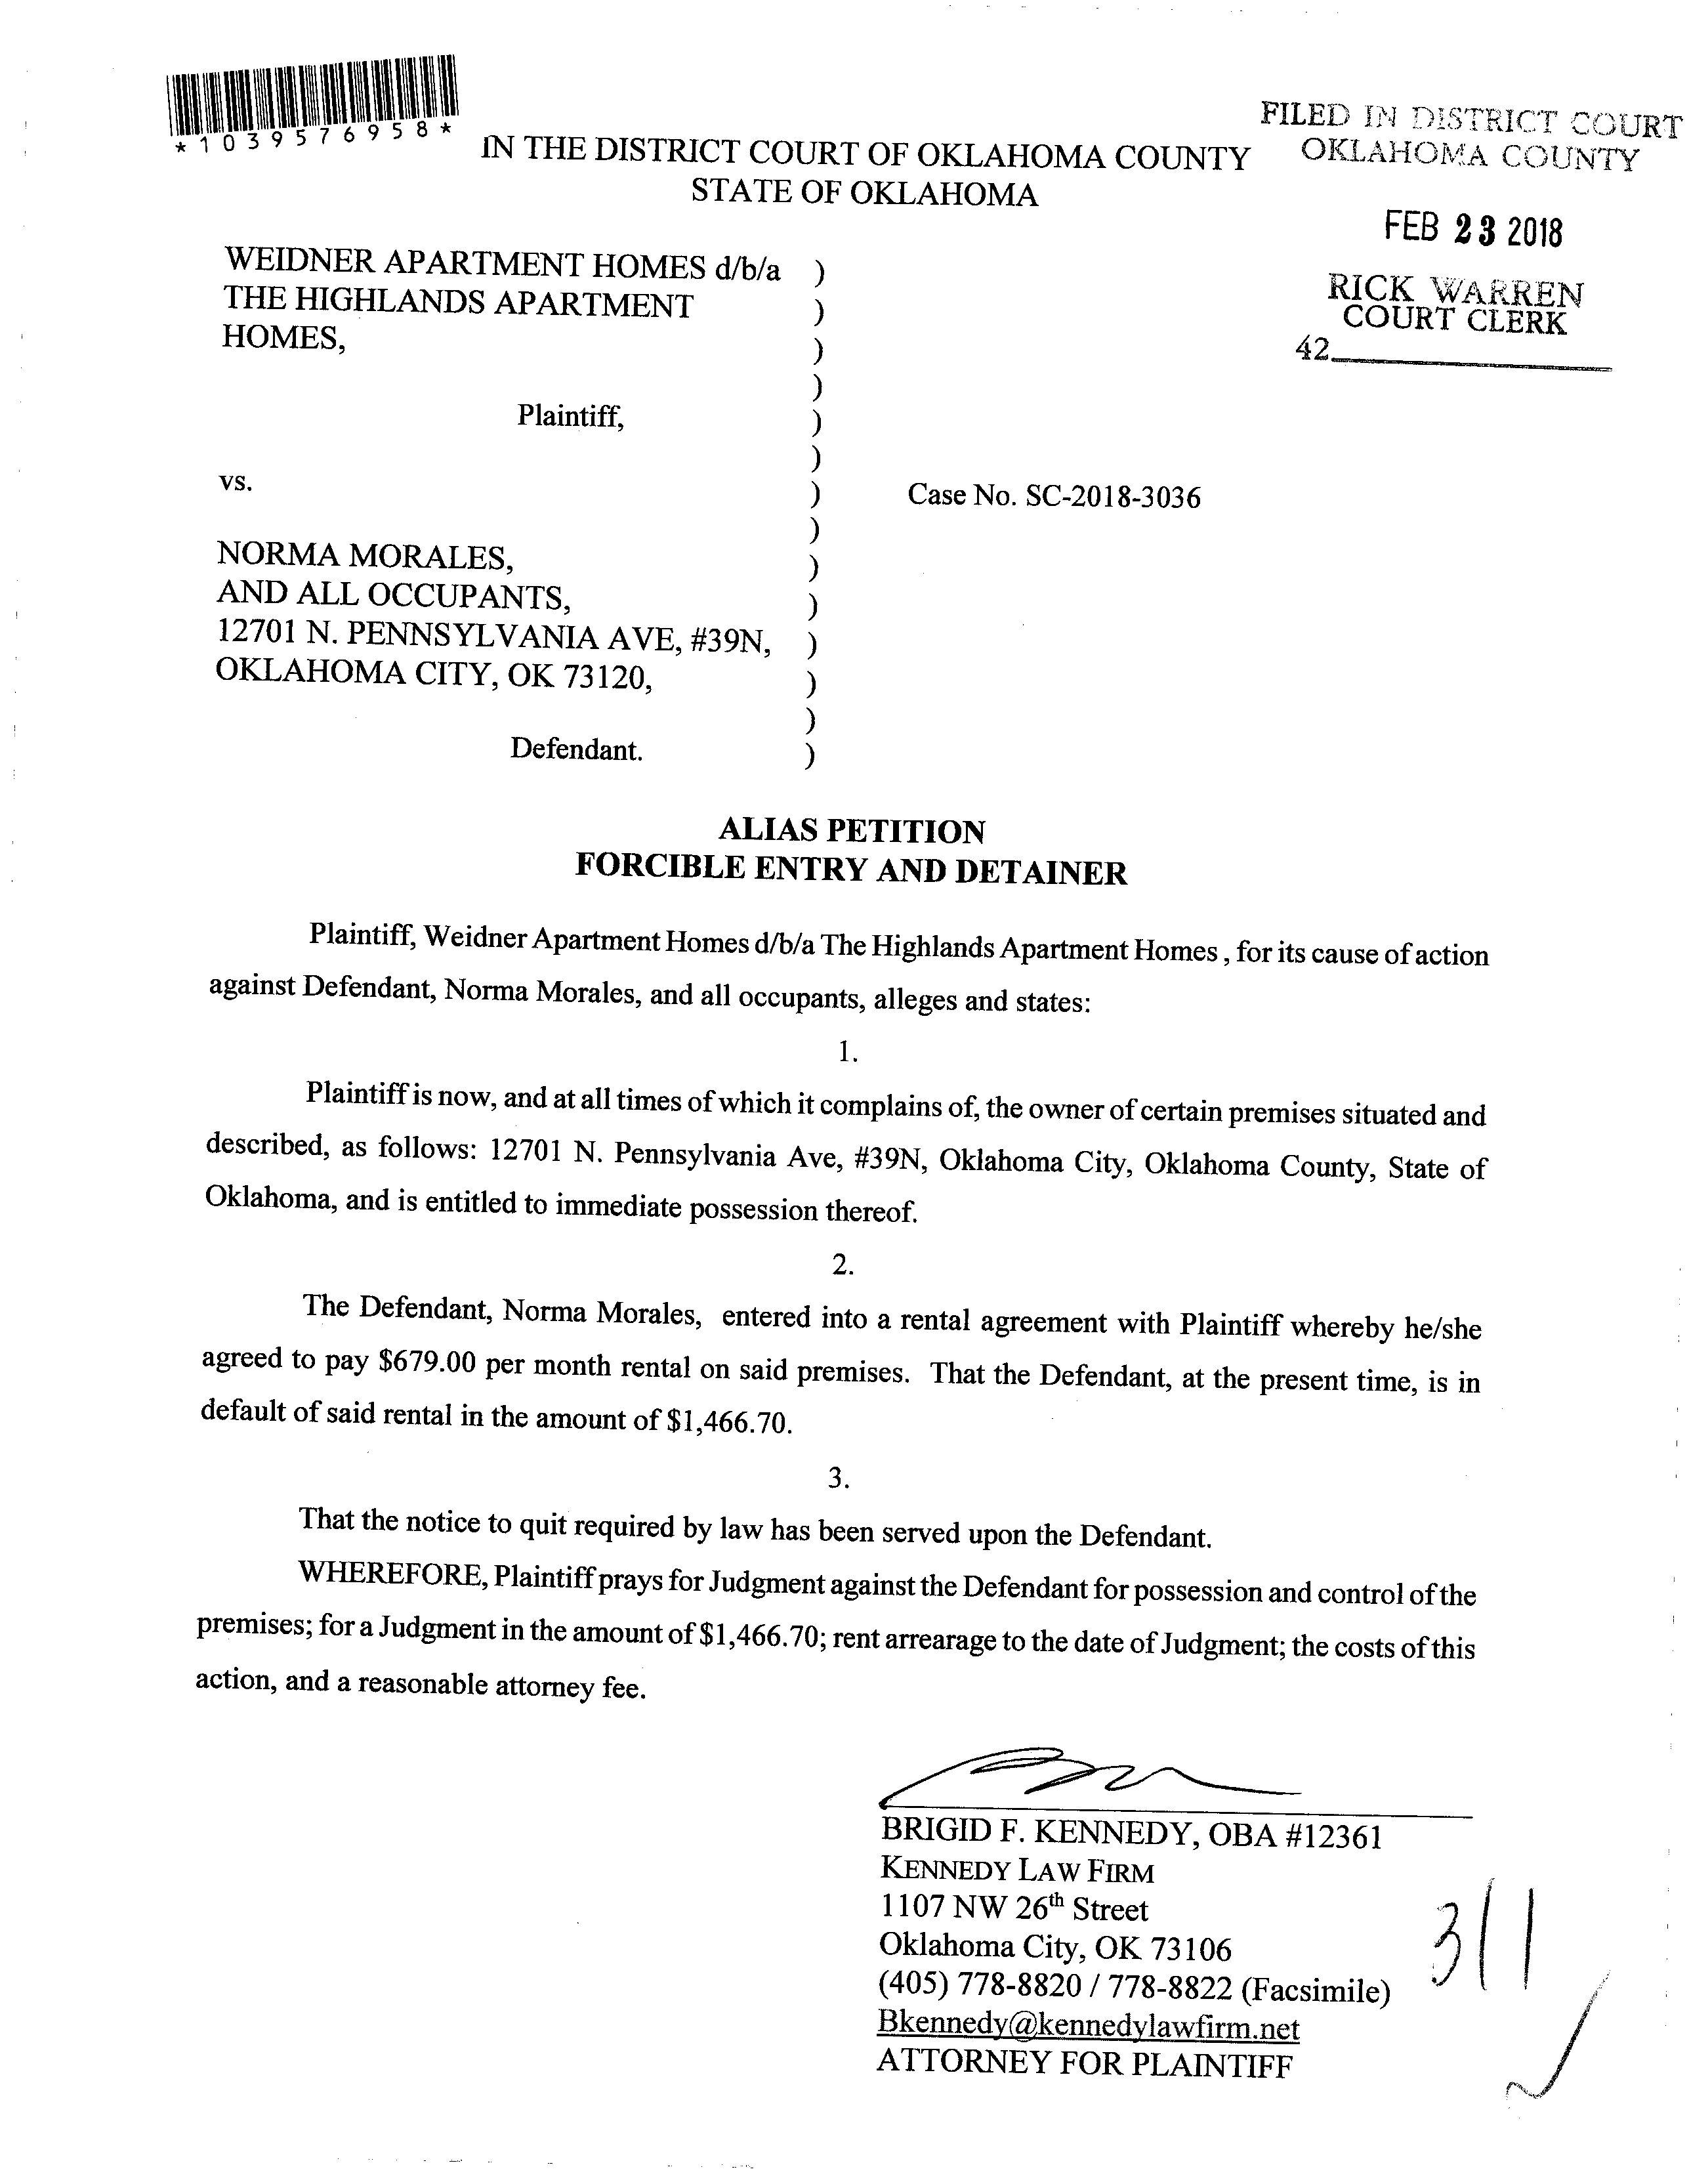 *1039576958*
FILED IN DISTRICT COURT
OKLAHOMA COUNTY
FEB 23 2018
RICK WARREN
COURT CLERK
42
IN THE DISTRICT COURT OF OKLAHOMA COUNTY
STATE OF OKLAHOMA
WEIDNER APARTMENT HOMES d/b/a )
THE HIGHLANDS APARTMENT )
HOMES, )
)
Plaintiff, )
)
vs. ) Case No. SC-2018-3036
)
NORMA MORALES, )
AND ALL OCCUPANTS, )
12701 N. PENNSYLVANIA AVE, #39N, )
OKLAHOMA CITY, OK 73120, )
)
Defendant. )
ALIAS PETITION
FORCIBLE ENTRY AND DETAINER
Plaintiff, Weidner Apartment Homes d/b/a The Highlands Apartment Homes , for its cause of action
against Defendant, Norma Morales, and all occupants, alleges and states:
1.
Plaintiff is now, and at all times of which it complains of, the owner of certain premises situated and
described, as follows: 12701 N. Pennsylvania Ave, #39N, Oklahoma City, Oklahoma County, State of
Oklahoma, and is entitled to immediate possession thereof.
2.
The Defendant, Norma Morales, entered into a rental agreement with Plaintiff whereby he/she
agreed to pay $679.00 per month rental on said premises. That the Defendant, at the present time, is in
default of said rental in the amount of $1,466.70.
3.
That the notice to quit required by law has been served upon the Defendant.
WHEREFORE, Plaintiff prays for Judgment against the Defendant for possession and control of the
premises; for a Judgment in the amount of $1,466.70; rent arrearage to the date of Judgment; the costs of this
action, and a reasonable attorney fee.
BRIGID F. KENNEDY, OBA #12361
KENNEDY LAW FIRM
1107 NW 26th Street
Oklahoma City, OK 73106
(405) 778-8820 / 778-8822 (Facsimile)
Bkennedy@kennedylawfirm.net
ATTORNEY FOR PLAINTIFF